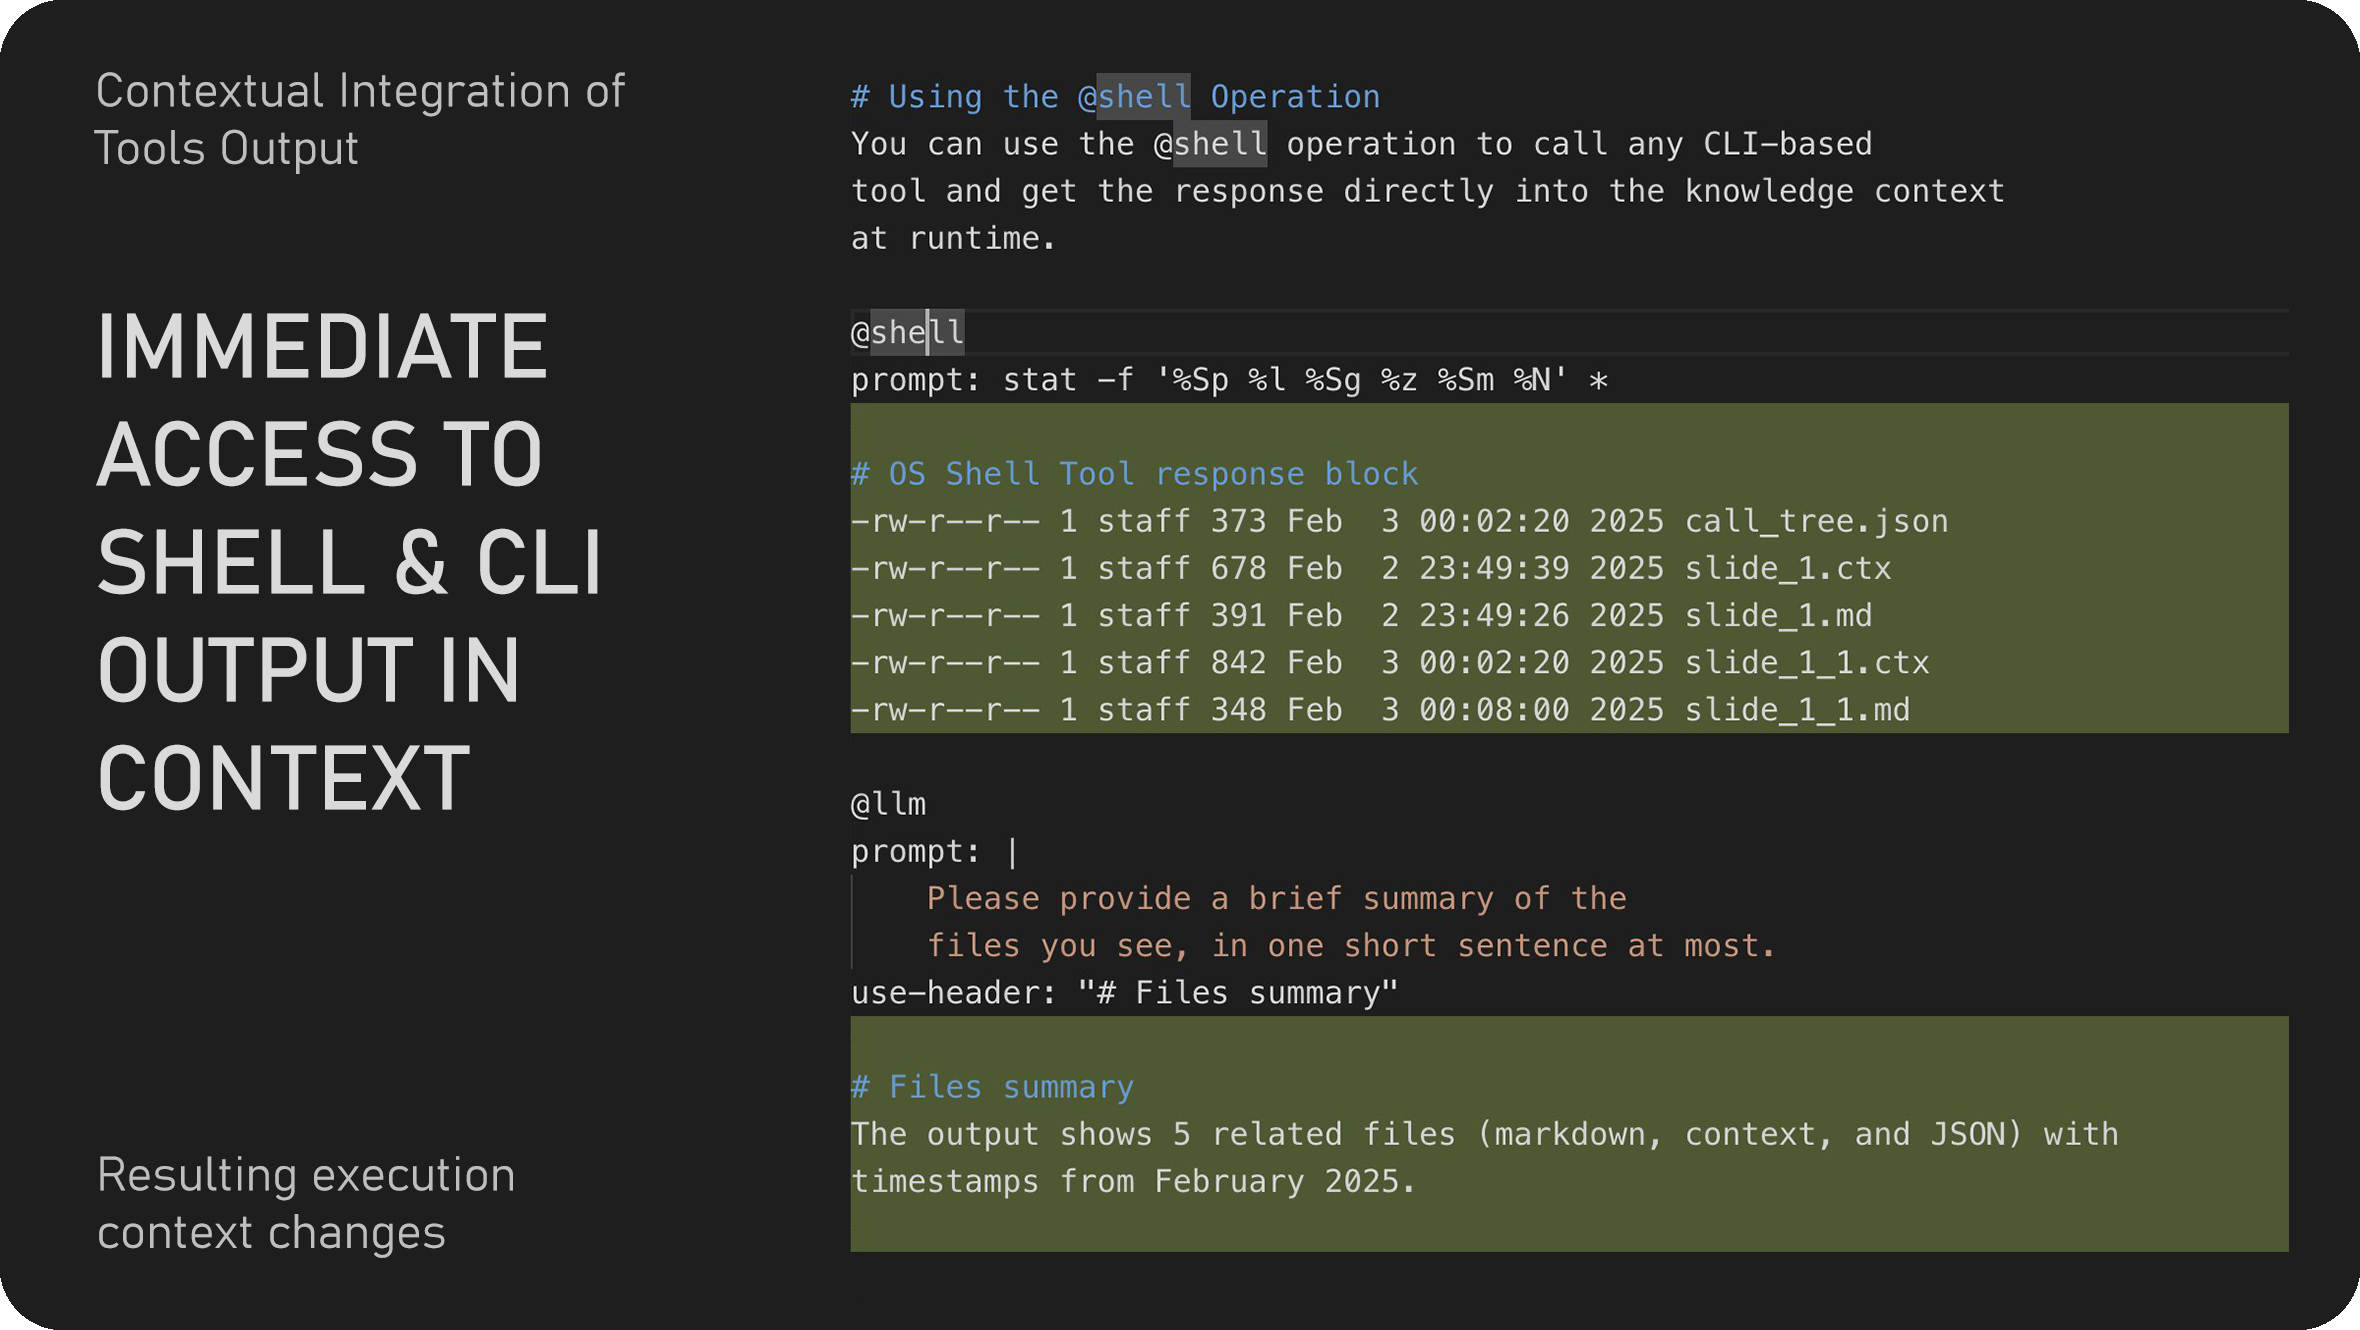 Contextual Integration of
Tools Output
IMMEDIATE
ACCESS TO
SHELL & CLI
OUTPUT IN
CONTEXT
Resulting execution
context changes
# Using the @shell Operation
You can use the @shell operation to call any CLI-based
tool and get the response directly into the knowledge context
at runtime.
@shell
prompt: stat -f '%Sp %l %Sg %z %Sm %N' *
# OS Shell Tool response block
-rw-r--r-- 1 staff 373 Feb  3 00:02:20 2025 call_tree.json
-rw-r--r-- 1 staff 678 Feb  2 23:49:39 2025 slide_1.ctx
-rw-r--r-- 1 staff 391 Feb  2 23:49:26 2025 slide_1.md
-rw-r--r-- 1 staff 842 Feb  3 00:02:20 2025 slide_1_1.ctx
-rw-r--r-- 1 staff 348 Feb  3 00:08:00 2025 slide_1_1.md
@llm
prompt: |
    Please provide a brief summary of the
    files you see, in one short sentence at most.
use-header: "# Files summary"
# Files summary
The output shows 5 related files (markdown, context, and JSON) with
timestamps from February 2025.